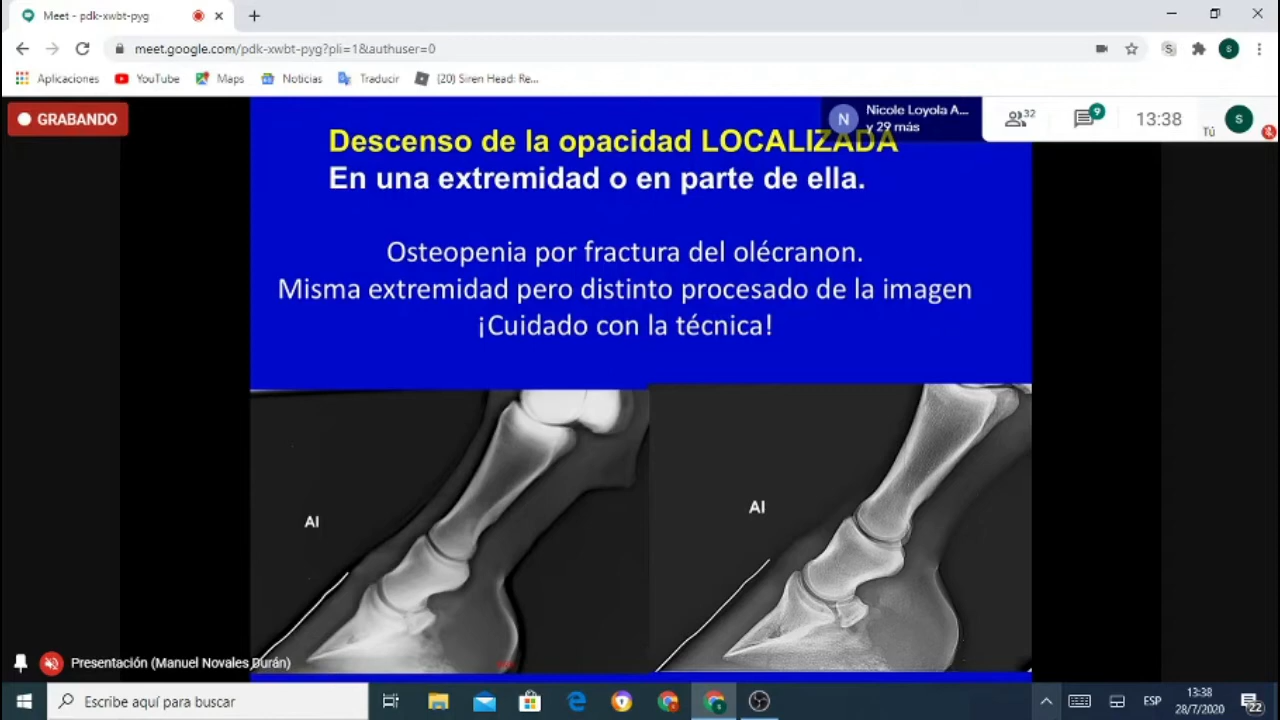 Meet - pdk-xwbt-pyg
meet.google.com/pdk-xwbt-pyg?pli=1&authuser=0
S
Aplicaciones
YouTube
Maps
Noticias
Traducir
(20) Siren Head: Re...
GRABANDO
N
Nicole Loyola A...
y 29 más
32
9
13:38
Tú
S
Descenso de la opacidad LOCALIZADA
En una extremidad o en parte de ella.
Osteopenia por fractura del olécranon.
Misma extremidad pero distinto procesado de la imagen
¡Cuidado con la técnica!
AI
AI
Presentación (Manuel Novales Durán)
Escribe aquí para buscar
ESP
13:38
28/7/2020
22